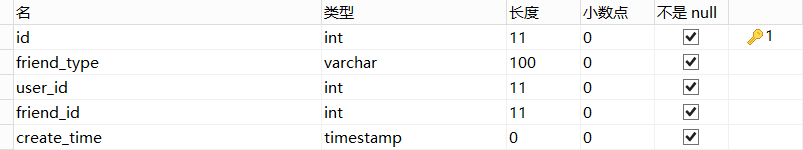 名 类型 长度 小数点 不是 null
id int 11 0 1
friend_type varchar 100 0
user_id int 11 0
friend_id int 11 0
create_time timestamp 0 0